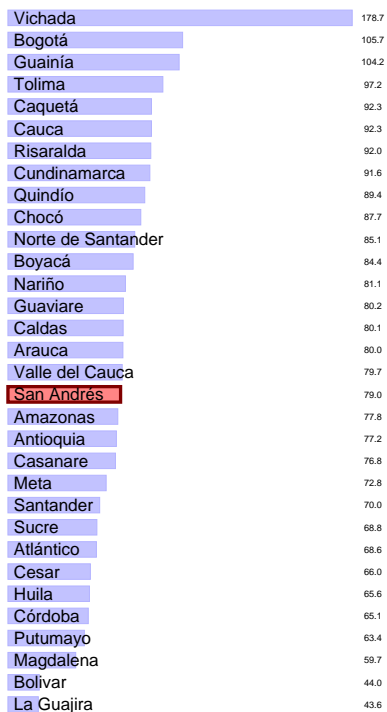 Vichada 178.7
Bogotá 105.7
Guainía 104.2
Tolima 97.2
Caquetá 92.3
Cauca 92.3
Risaralda 92.0
Cundinamarca 91.6
Quindío 89.4
Chocó 87.7
Norte de Santander 85.1
Boyacá 84.4
Nariño 81.1
Guaviare 80.2
Caldas 80.1
Arauca 80.0
Valle del Cauca 79.7
San Andrés 79.0
Amazonas 77.8
Antioquia 77.2
Casanare 76.8
Meta 72.8
Santander 70.0
Sucre 68.8
Atlántico 68.6
Cesar 66.0
Huila 65.6
Córdoba 65.1
Putumayo 63.4
Magdalena 59.7
Bolivar 44.0
La Guajira 43.6